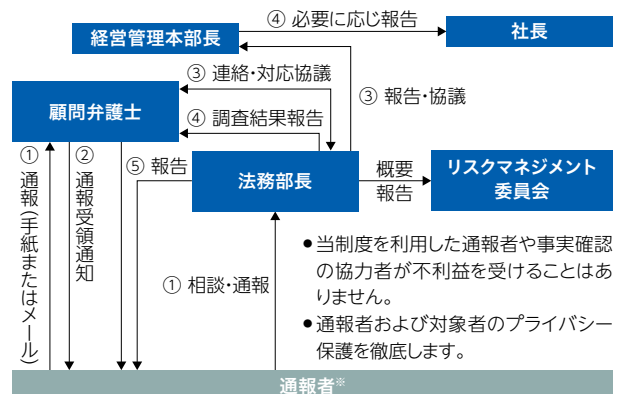 ④ 必要に応じ報告
経営管理本部長
社長
③ 連絡・対応協議
③ 報告・協議
顧問弁護士
④ 調査結果報告
① 通報（手紙またはメール）
② 通報受領通知
⑤ 報告
法務部長
概要
報告
リスクマネジメント
委員会
① 相談・通報
●当制度を利用した通報者や事実確認
の協力者が不利益を受けることはあ
りません。
●通報者および対象者のプライバシー
保護を徹底します。
通報者※